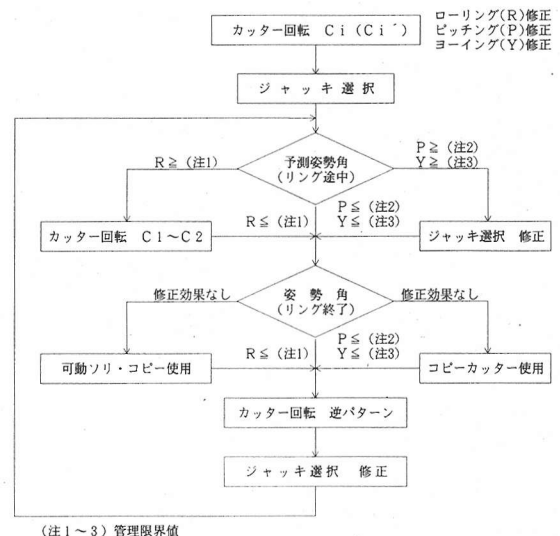 カッター回転 Ci(Ci´)
ローリング(R)修正
ピッチング(P)修正
ヨーイング(Y)修正
ジャッキ選択
予測姿勢角
(リング途中)
R≧(注1)
P≧(注2)
Y≧(注3)
カッター回転 C1~C2
R≦(注1)
P≦(注2)
Y≦(注3)
ジャッキ選択 修正
姿勢角
(リング終了)
修正効果なし
修正効果なし
可動ソリ・コピー使用
R≦(注1)
P≦(注2)
Y≦(注3)
コピーカッター使用
カッター回転 逆パターン
ジャッキ選択 修正
(注1~3)管理限界値